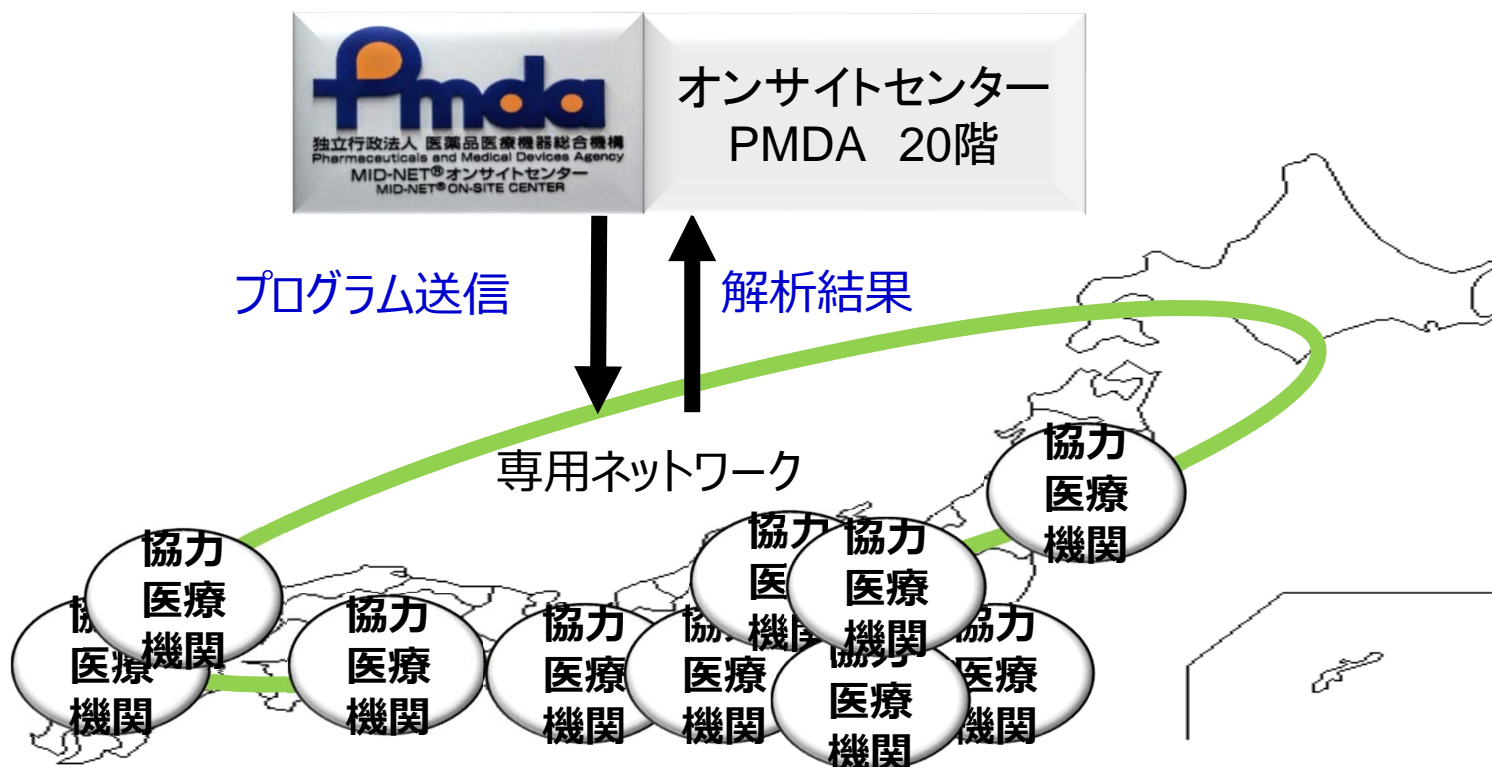 Pmda
独立行政法人 医薬品医療機器総合機構
Pharmaceuticals and Medical Devices Agency
MID-NET®オンサイトセンター
MID-NET® ON-SITE CENTER
オンサイトセンター
PMDA 20階
プログラム送信
解析結果
専用ネットワーク
協力
医療
機関
協力
医療
機関
協力
医療
機関
協力
医療
機関
協力
医療
機関
協力
医療
機関
協力
医療
機関
協力
医療
機関
協力
医療
機関
協力
医療
機関